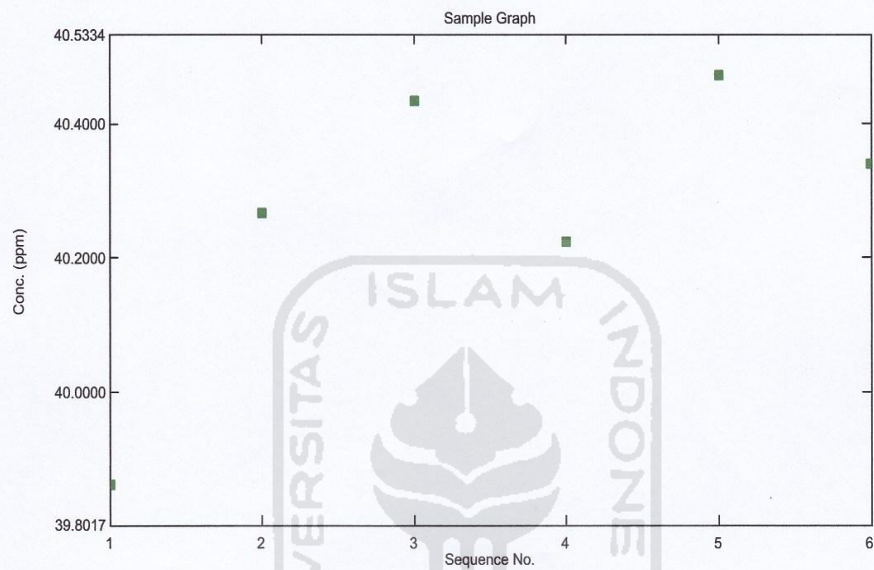 Sample Graph
40.5334
40.4000
40.2000
40.0000
39.8017
Conc. (ppm)
1 2 3 4 5 6
Sequence No.
ISLAM
INDONE
VERSITAS